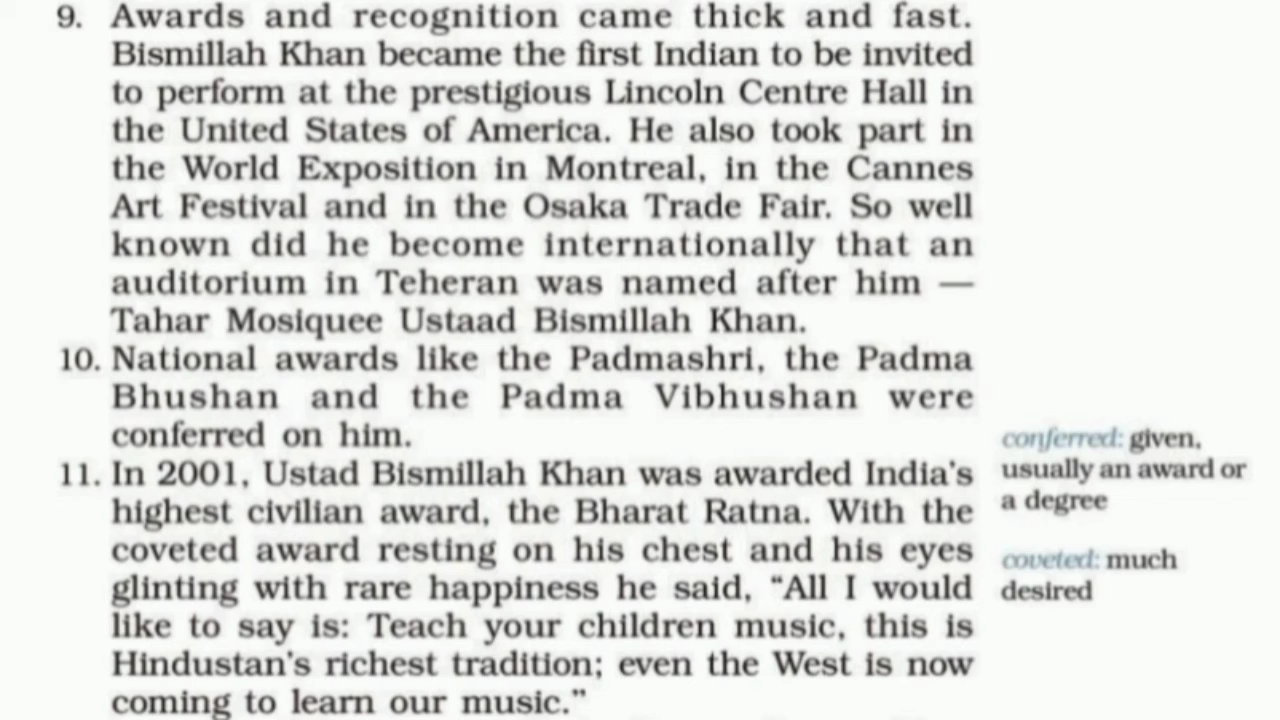 9. Awards and recognition came thick and fast.
Bismillah Khan became the first Indian to be invited
to perform at the prestigious Lincoln Centre Hall in
the United States of America. He also took part in
the World Exposition in Montreal, in the Cannes
Art Festival and in the Osaka Trade Fair. So well
known did he become internationally that an
auditorium in Teheran was named after him —
Tahar Mosiquee Ustaad Bismillah Khan.
10. National awards like the Padmashri, the Padma
Bhushan and the Padma Vibhushan were
conferred on him.
11. In 2001, Ustad Bismillah Khan was awarded India's
highest civilian award, the Bharat Ratna. With the
coveted award resting on his chest and his eyes
glinting with rare happiness he said, “All I would
like to say is: Teach your children music, this is
Hindustan's richest tradition; even the West is now
coming to learn our music.”
conferred: given,
usually an award or
a degree
coveted: much
desired